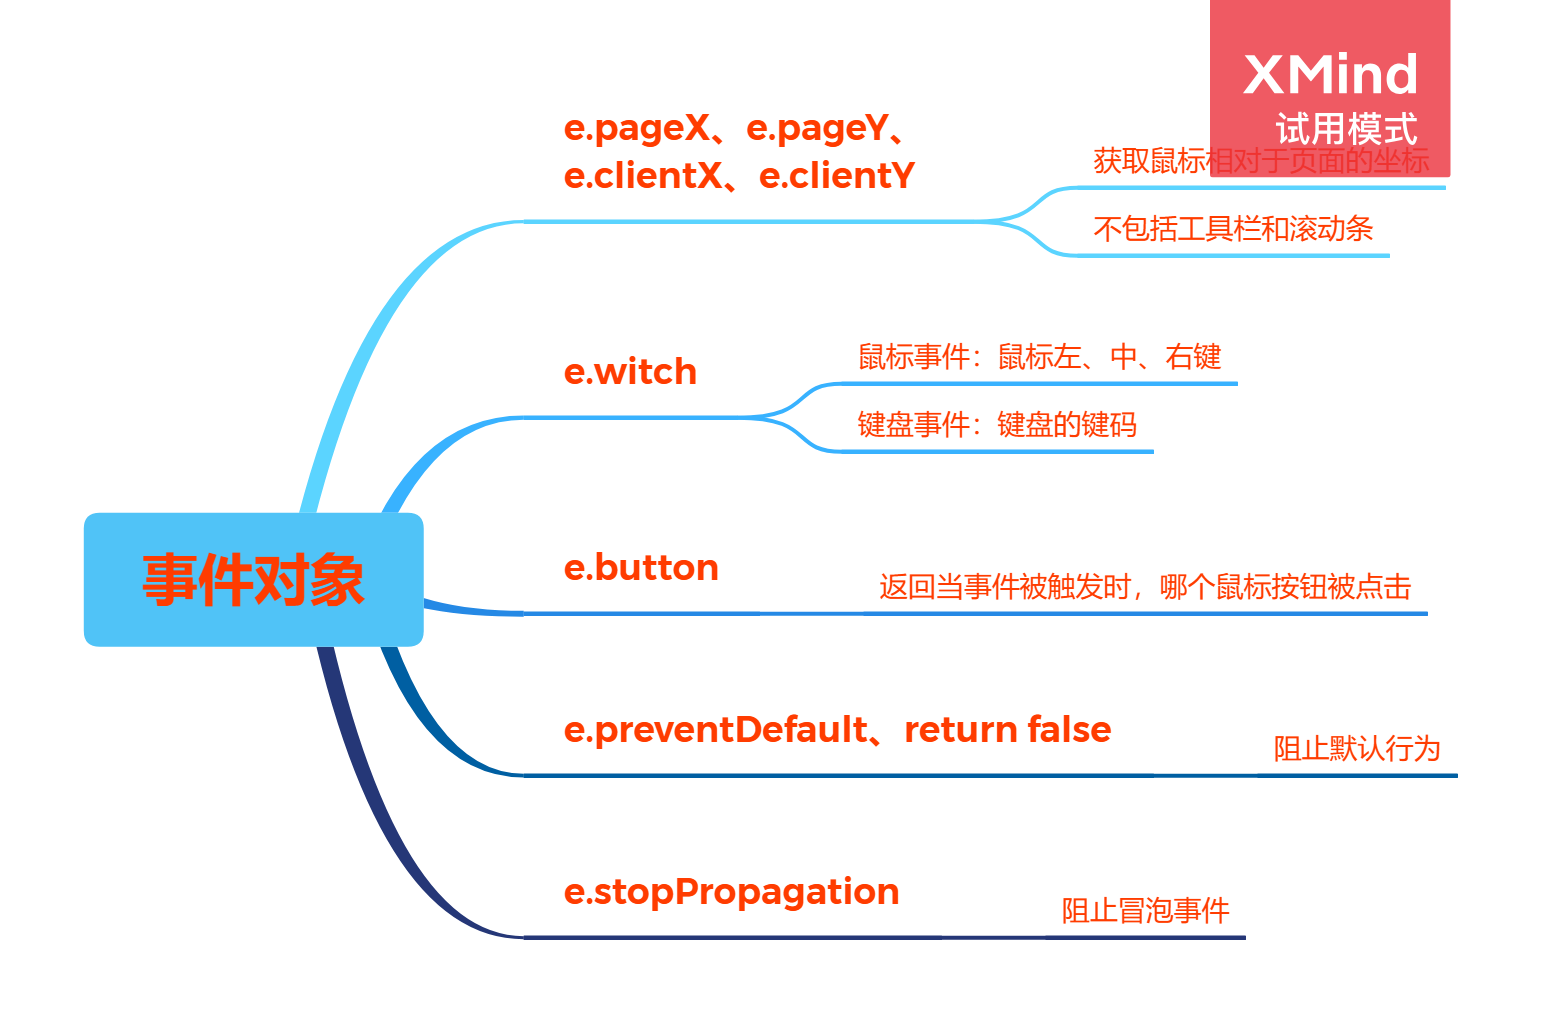 XMind
试用模式
e.pageX、e.pageY、
e.clientX、e.clientY
获取鼠标相对于页面的坐标
不包括工具栏和滚动条
e.witch
鼠标事件：鼠标左、中、右键
键盘事件：键盘的键码
事件对象
e.button
返回当事件被触发时，哪个鼠标按钮被点击
e.preventDefault、return false
阻止默认行为
e.stopPropagation
阻止冒泡事件